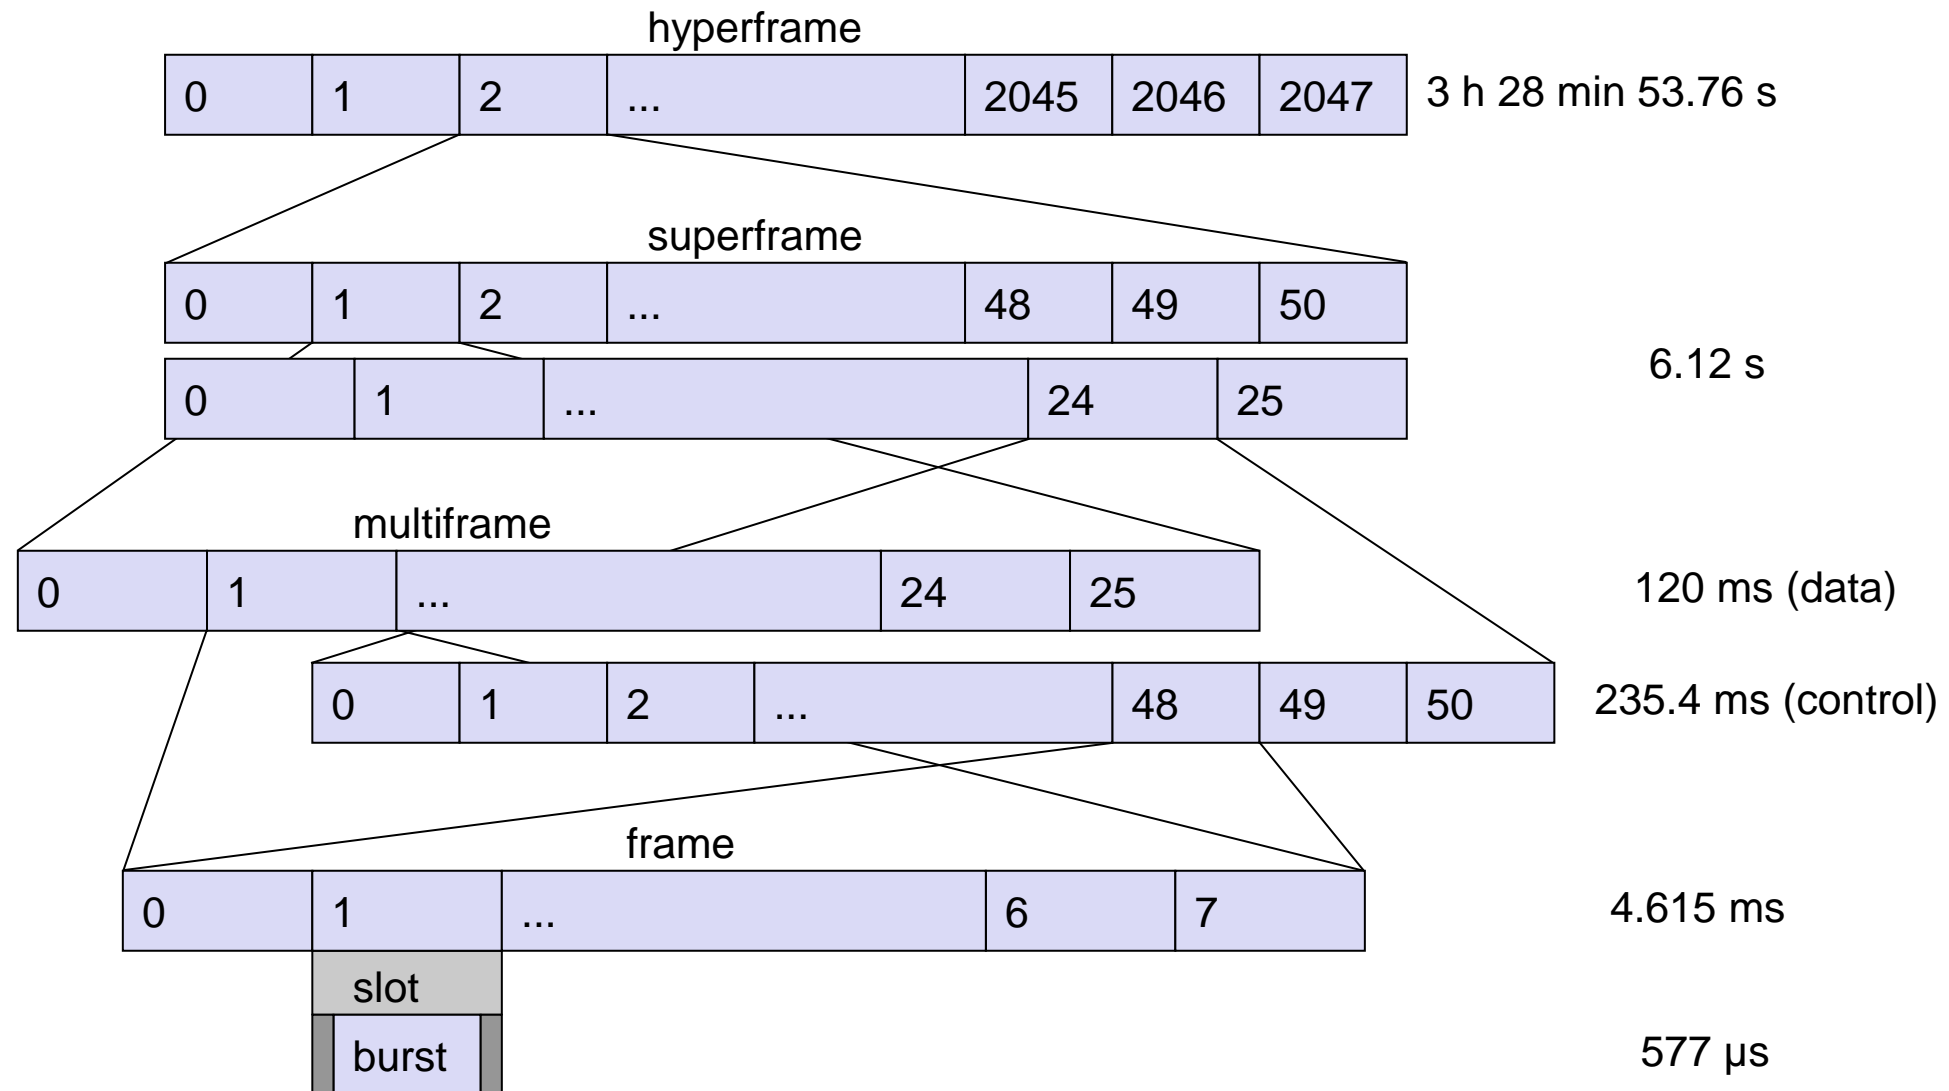 hyperframe
0 1 2 ... 2045 2046 2047 3 h 28 min 53.76 s
superframe
0 1 2 ... 48 49 50
6.12 s
0 1 ... 24 25
multiframe
0 1 ... 24 25 120 ms (data)
0 1 2 ... 48 49 50 235.4 ms (control)
frame
0 1 ... 6 7 4.615 ms
slot
burst 577 µs